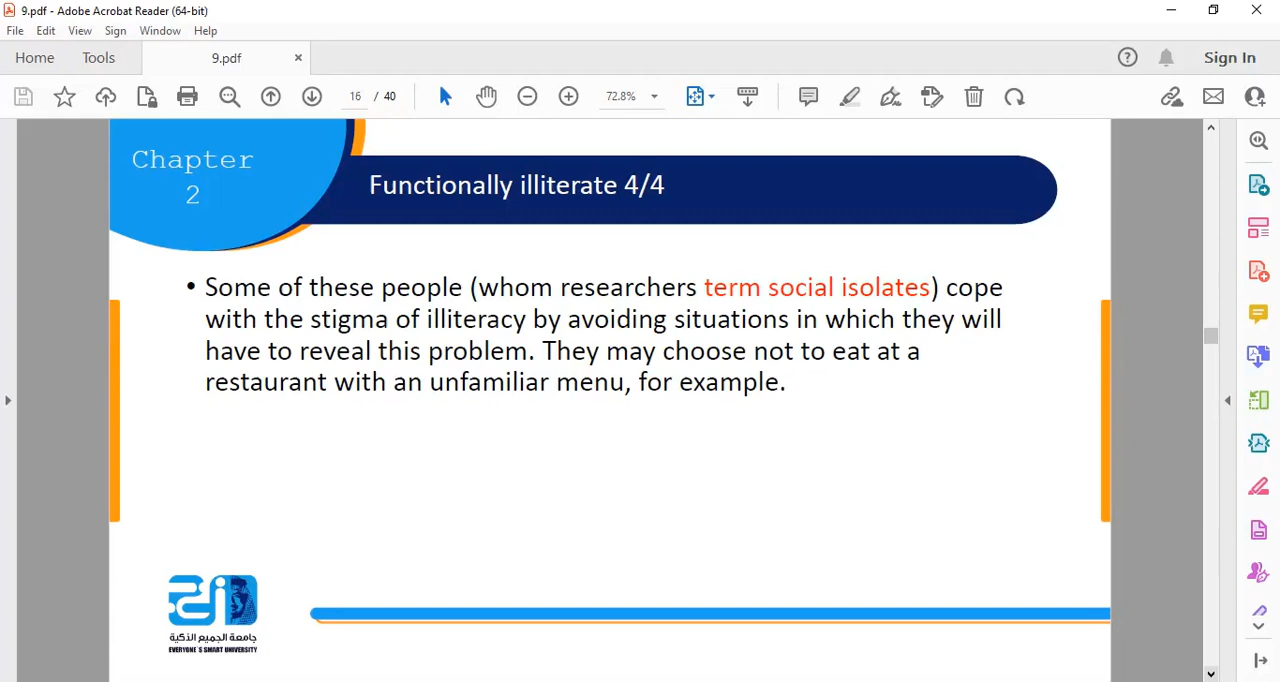 9.pdf - Adobe Acrobat Reader (64-bit)
File Edit View Sign Window Help
Home Tools 9.pdf × Sign In
16 / 40 72.8%
Chapter
2
Functionally illiterate 4/4
• Some of these people (whom researchers term social isolates) cope
with the stigma of illiteracy by avoiding situations in which they will
have to reveal this problem. They may choose not to eat at a
restaurant with an unfamiliar menu, for example.
جامعة الجميع الذكية
EVERYONE`S SMART UNIVERSITY